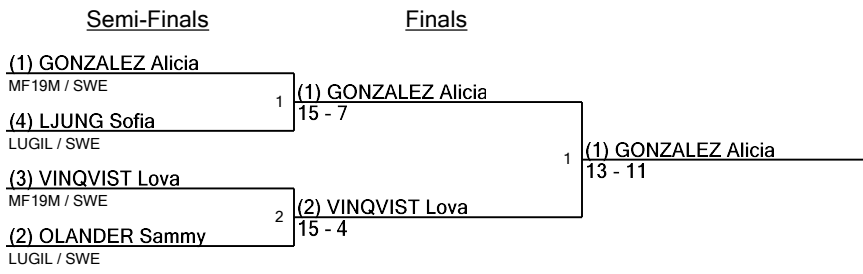 Semi-Finals
Finals
(1) GONZALEZ Alicia
MF19M / SWE
1
(4) LJUNG Sofia
LUGIL / SWE
(3) VINQVIST Lova
MF19M / SWE
2
(2) OLANDER Sammy
LUGIL / SWE
(1) GONZALEZ Alicia
15 - 7
1
(2) VINQVIST Lova
15 - 4
(1) GONZALEZ Alicia
13 - 11